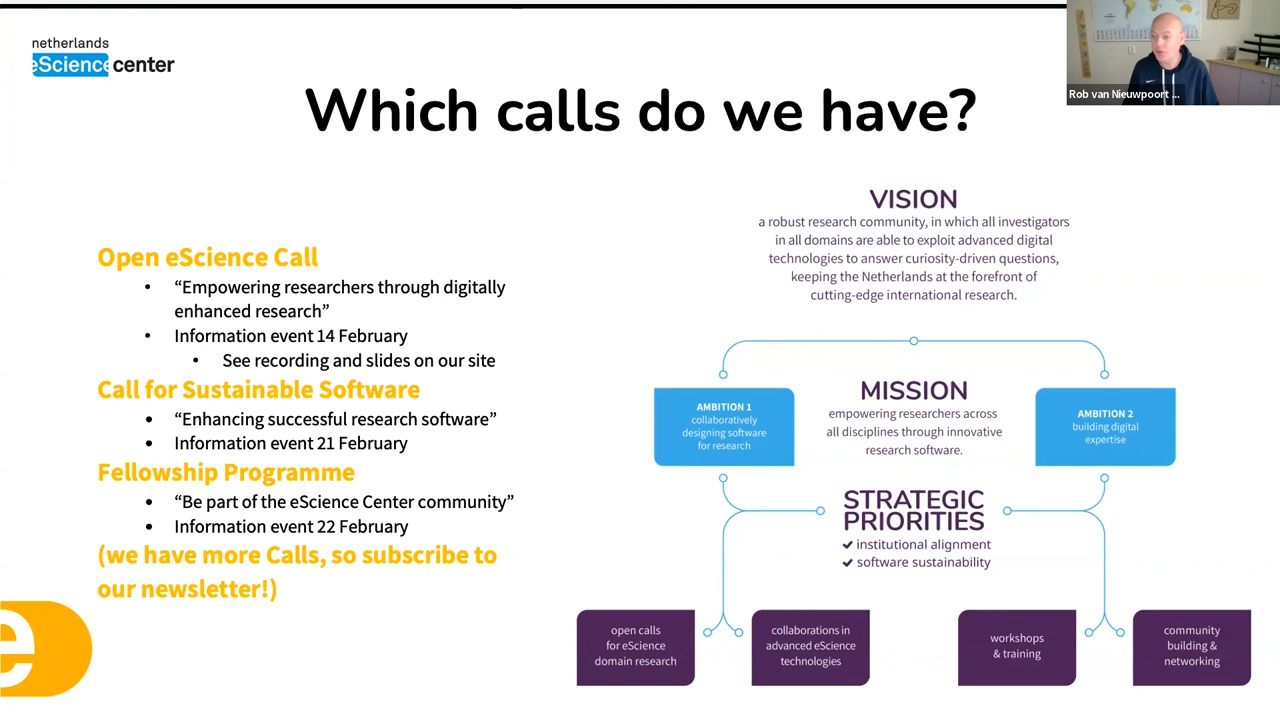 netherlands
eScience center
Rob van Nieuwpoort ...
Which calls do we have?
Open eScience Call
• “Empowering researchers through digitally
enhanced research”
• Information event 14 February
• See recording and slides on our site
Call for Sustainable Software
• “Enhancing successful research software”
• Information event 21 February
Fellowship Programme
• “Be part of the eScience Center community”
• Information event 22 February
(we have more Calls, so subscribe to
our newsletter!)
e
VISION
a robust research community, in which all investigators
in all domains are able to exploit advanced digital
technologies to answer curiosity-driven questions,
keeping the Netherlands at the forefront of
cutting-edge international research.
AMBITION 1
collaboratively
designing software
for research
MISSION
empowering researchers across
all disciplines through innovative
research software.
AMBITION 2
building digital
expertise
STRATEGIC
PRIORITIES
✔ institutional alignment
✔ software sustainability
open calls
for eScience
domain research
collaborations in
advanced eScience
technologies
workshops
& training
community
building &
networking